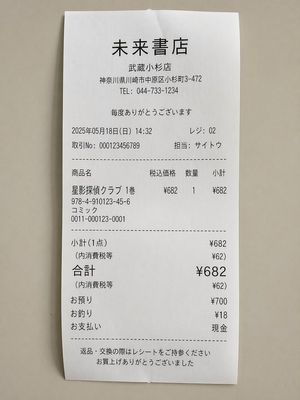 未来書店
武蔵小杉店
神奈川県川崎市中原区小杉町3-472
TEL: 044-733-1234
毎度ありがとうございます
2025年05月18日(日) 14:32 レジ: 02
取引No: 000123456789 担当: サイトウ
商品名 税込価格 数量 小計
星影探偵クラブ 1巻 ¥682 1 ¥682
978-4-910123-45-6
コミック
0011-000123-0001
小計(1点) ¥682
(内消費税等 ¥62)
合計 ¥682
(内消費税等 ¥62)
お預り ¥700
お釣り ¥18
お支払い 現金
返品・交換の際はレシートをご持参ください
お買上げありがとうございました